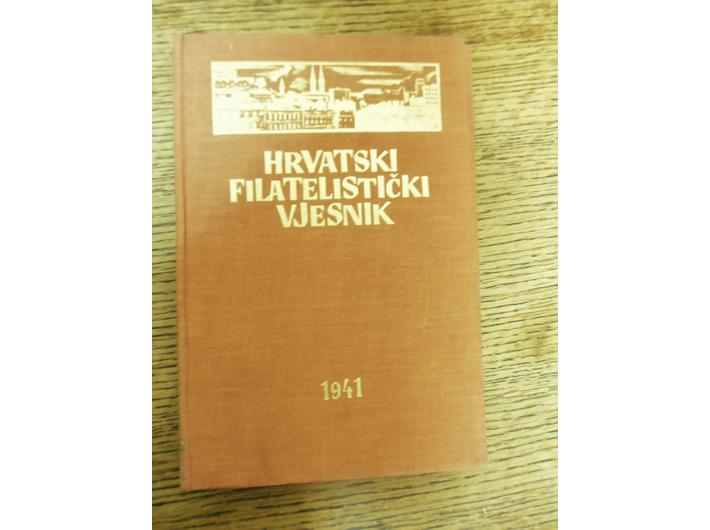 HRVATSKI
FILATELISTIČKI
VJESNIK
1941